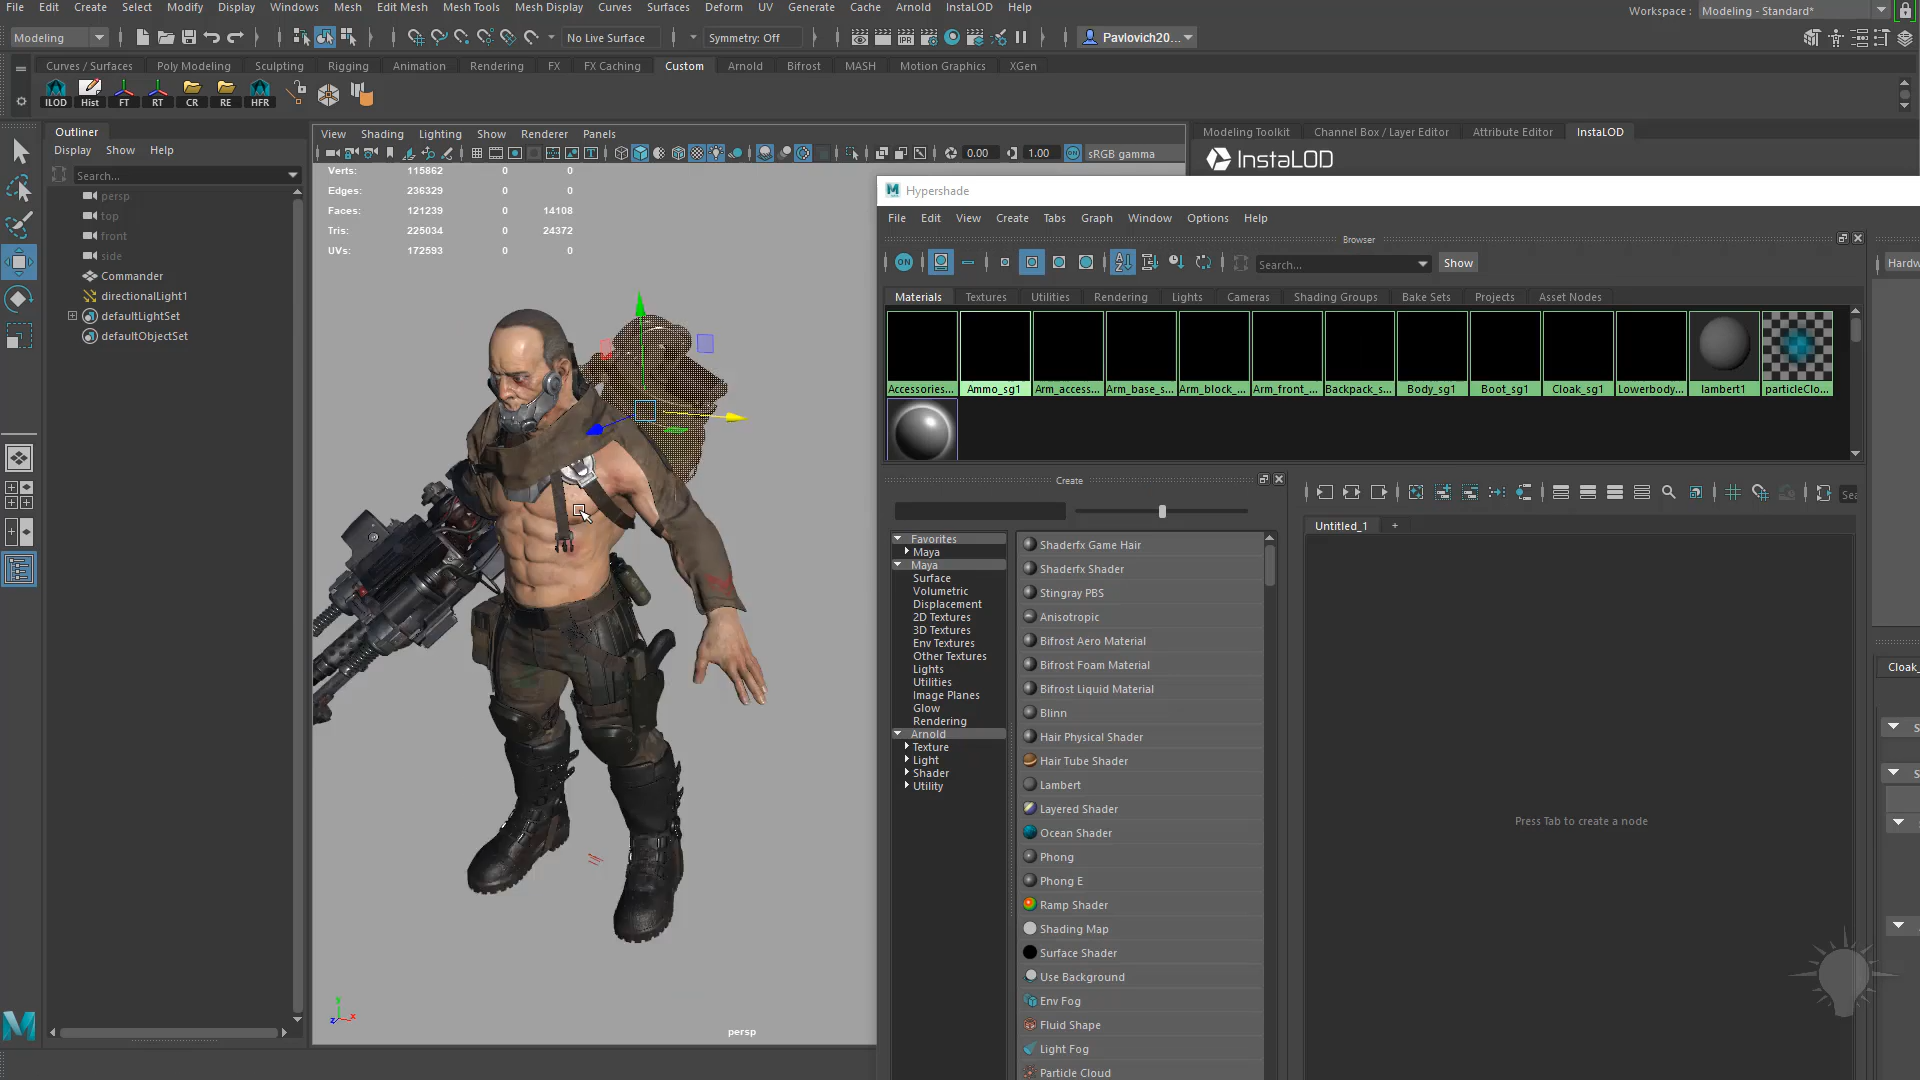 File Edit Create Select Modify Display Windows Mesh Edit Mesh Mesh Tools Mesh Display Curves Surfaces Deform UV Generate Cache Arnold InstaLOD Help
Workspace : Modeling - Standard*
Modeling No Live Surface Symmetry: Off Pavlovich20...
Curves / Surfaces Poly Modeling Sculpting Rigging Animation Rendering FX FX Caching Custom Arnold Bifrost MASH Motion Graphics XGen
ILOD Hist FT RT CR RE HFR
Outliner
Display Show Help
Search...
persp
top
front
side
Commander
directionalLight1
defaultLightSet
defaultObjectSet
View Shading Lighting Show Renderer Panels
0.00 1.00 sRGB gamma
Verts: 115862 0 0
Edges: 236329 0 0
Faces: 121239 0 14108
Tris: 225034 0 24372
UVs: 172593 0 0
persp
Modeling Toolkit Channel Box / Layer Editor Attribute Editor InstaLOD
InstaLOD
Hypershade
File Edit View Create Tabs Graph Window Options Help
Browser
ON Search... Show
Hardw
Materials Textures Utilities Rendering Lights Cameras Shading Groups Bake Sets Projects Asset Nodes
Accessories... Ammo_sg1 Arm_access... Arm_base_s... Arm_block_... Arm_front_... Backpack_s... Body_sg1 Boot_sg1 Cloak_sg1 Lowerbody... lambert1 particleClo...
Create
Favorites
Maya
Maya
Surface
Volumetric
Displacement
2D Textures
3D Textures
Env Textures
Other Textures
Lights
Utilities
Image Planes
Glow
Rendering
Arnold
Texture
Light
Shader
Utility
Shaderfx Game Hair
Shaderfx Shader
Stingray PBS
Anisotropic
Bifrost Aero Material
Bifrost Foam Material
Bifrost Liquid Material
Blinn
Hair Physical Shader
Hair Tube Shader
Lambert
Layered Shader
Ocean Shader
Phong
Phong E
Ramp Shader
Shading Map
Surface Shader
Use Background
Env Fog
Fluid Shape
Light Fog
Particle Cloud
Sea
Untitled_1 +
Press Tab to create a node
Cloak_